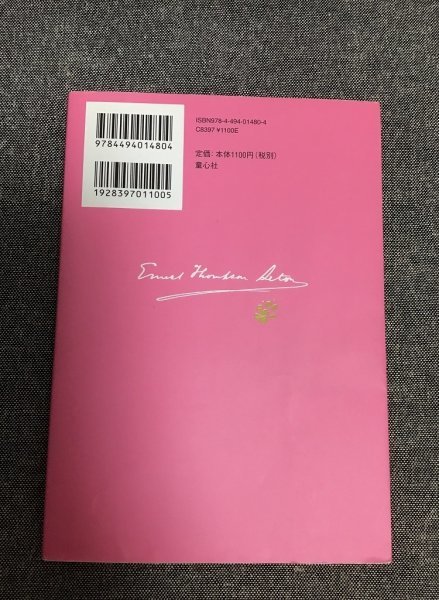 ISBN978-4-494-01480-4
C8397 ¥1100E
9784494014804
定価：本体1100円（税別）
童心社
1928397011005
Ernest Thompson Seton